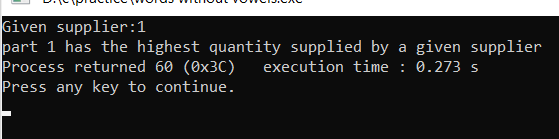 D:\c\practice\words without vowels.exe
Given supplier:1
part 1 has the highest quantity supplied by a given supplier
Process returned 60 (0x3C)   execution time : 0.273 s
Press any key to continue.